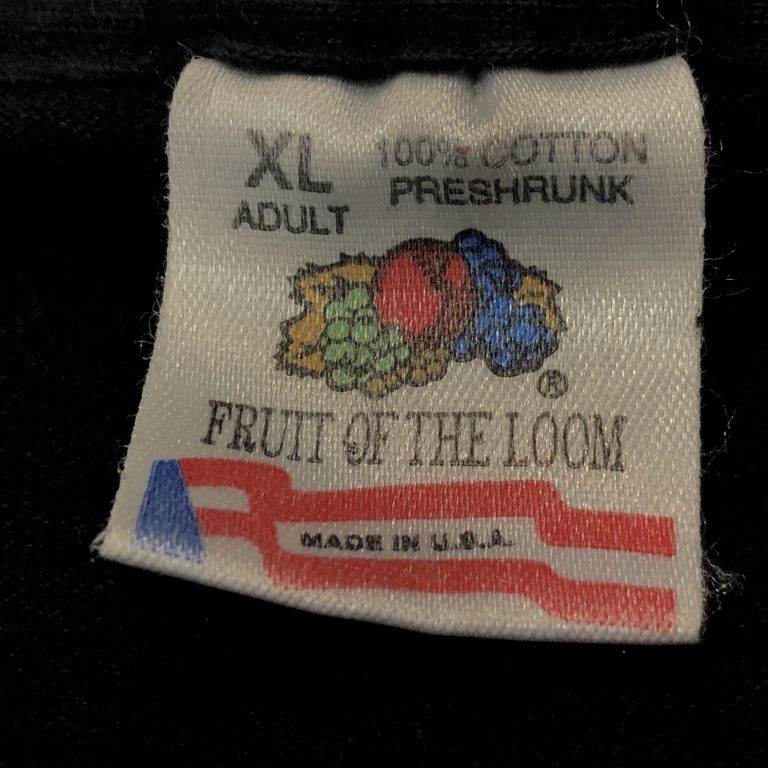 XL 100% COTTON
ADULT PRESHRUNK
®
FRUIT OF THE LOOM
MADE IN U.S.A.